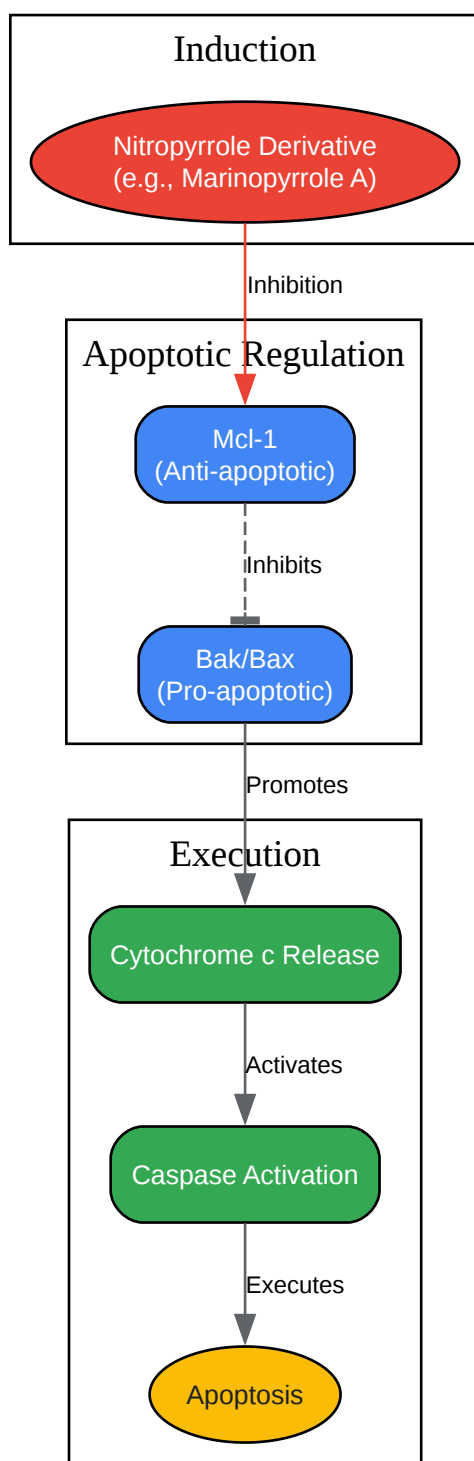 Induction
Nitropyrrole Derivative
(e.g., Marinopyrrole A)
Inhibition
Apoptotic Regulation
Mcl-1
(Anti-apoptotic)
Inhibits
Bak/Bax
(Pro-apoptotic)
Promotes
Execution
Cytochrome c Release
Activates
Caspase Activation
Executes
Apoptosis